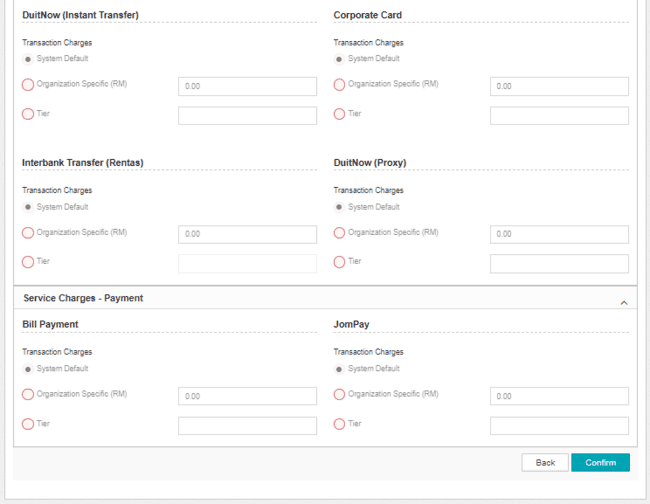 DuitNow (Instant Transfer)
Transaction Charges
System Default
Organization Specific (RM)
0.00
Tier
Corporate Card
Transaction Charges
System Default
Organization Specific (RM)
0.00
Tier
Interbank Transfer (Rentas)
Transaction Charges
System Default
Organization Specific (RM)
0.00
Tier
DuitNow (Proxy)
Transaction Charges
System Default
Organization Specific (RM)
0.00
Tier
Service Charges - Payment
Bill Payment
Transaction Charges
System Default
Organization Specific (RM)
0.00
Tier
JomPay
Transaction Charges
System Default
Organization Specific (RM)
0.00
Tier
Back
Confirm